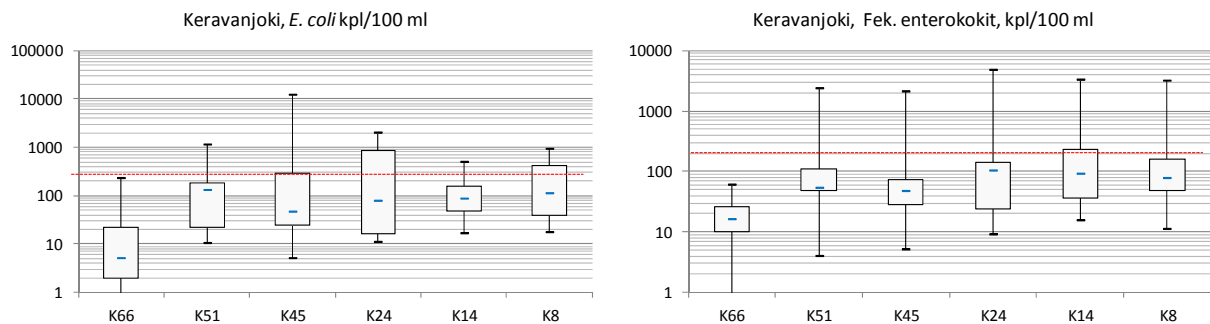 Keravanjoki, E. coli kpl/100 ml
100000
10000
1000
100
10
1
K66 K51 K45 K24 K14 K8
Keravanjoki, Fek. enterokokit, kpl/100 ml
10000
1000
100
10
1
K66 K51 K45 K24 K14 K8